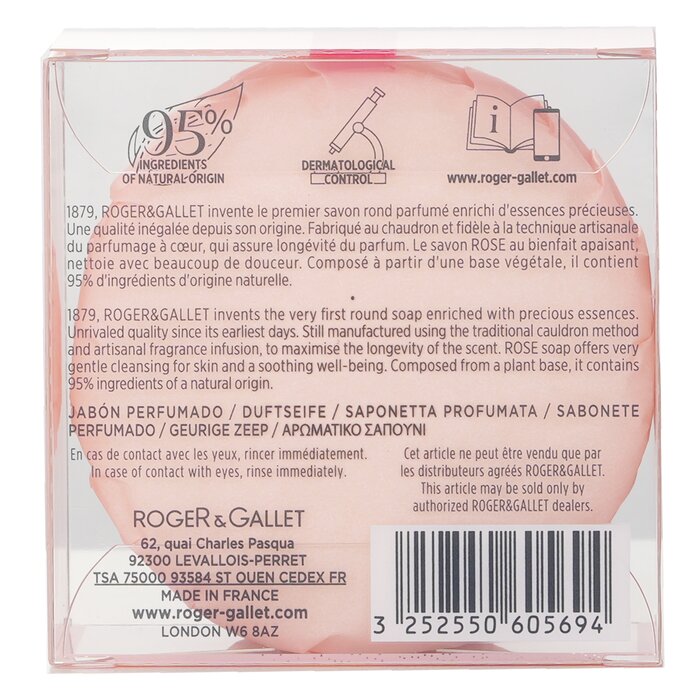 95%
INGREDIENTS
OF NATURAL ORIGIN
DERMATOLOGICAL
CONTROL
i
www.roger-gallet.com
1879, ROGER&GALLET invente le premier savon rond parfumé enrichi d'essences précieuses.
Une qualité inégalée depuis son origine. Fabriqué au chaudron et fidèle à la technique artisanale
du parfumage à cœur, qui assure longévité du parfum. Le savon ROSE au bienfait apaisant,
nettoie avec beaucoup de douceur. Composé à partir d'une base végétale, il contient
95% d'ingrédients d'origine naturelle.
1879, ROGER&GALLET invents the very first round soap enriched with precious essences.
Unrivaled quality since its earliest days. Still manufactured using the traditional cauldron method
and artisanal fragrance infusion, to maximise the longevity of the scent. ROSE soap offers very
gentle cleansing for skin and a soothing well-being. Composed from a plant base, it contains
95% ingredients of a natural origin.
JABÓN PERFUMADO / DUFTSEIFE / SAPONETTA PROFUMATA / SABONETE
PERFUMADO / GEURIGE ZEEP / ΑΡΩΜΑΤΙΚΟ ΣΑΠΟΥΝΙ
En cas de contact avec les yeux, rincer immédiatement.
In case of contact with eyes, rinse immediately.
Cet article ne peut être vendu que par
les distributeurs agréés ROGER&GALLET.
This article may be sold only by
authorized ROGER&GALLET dealers.
ROGER & GALLET
62, quai Charles Pasqua
92300 LEVALLOIS-PERRET
TSA 75000 93584 ST OUEN CEDEX FR
MADE IN FRANCE
www.roger-gallet.com
LONDON W6 8AZ
3 252550 605694